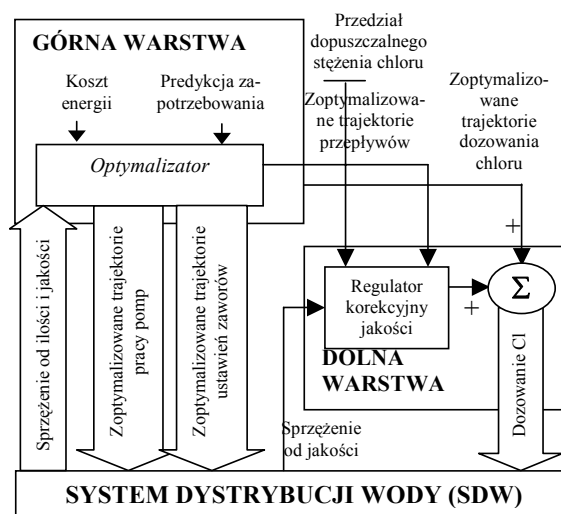 GÓRNA WARSTWA
Koszt
energii
Predykcja za-
potrzebowania
Optymalizator
Przedział
dopuszczalnego
stężenia chloru
Zoptymalizowa-
ne trajektorie
przepływów
Zoptymalizo-
wane
trajektorie
dozowania
chloru
+
Sprzężenie od ilości i jakości
Zoptymalizowane trajektorie
pracy pomp
Zoptymalizowane trajektorie
ustawień zaworów
Regulator
korekcyjny
jakości
+
Σ
DOLNA
WARSTWA
Sprzężenie
od jakości
Dozowanie Cl
SYSTEM DYSTRYBUCJI WODY (SDW)